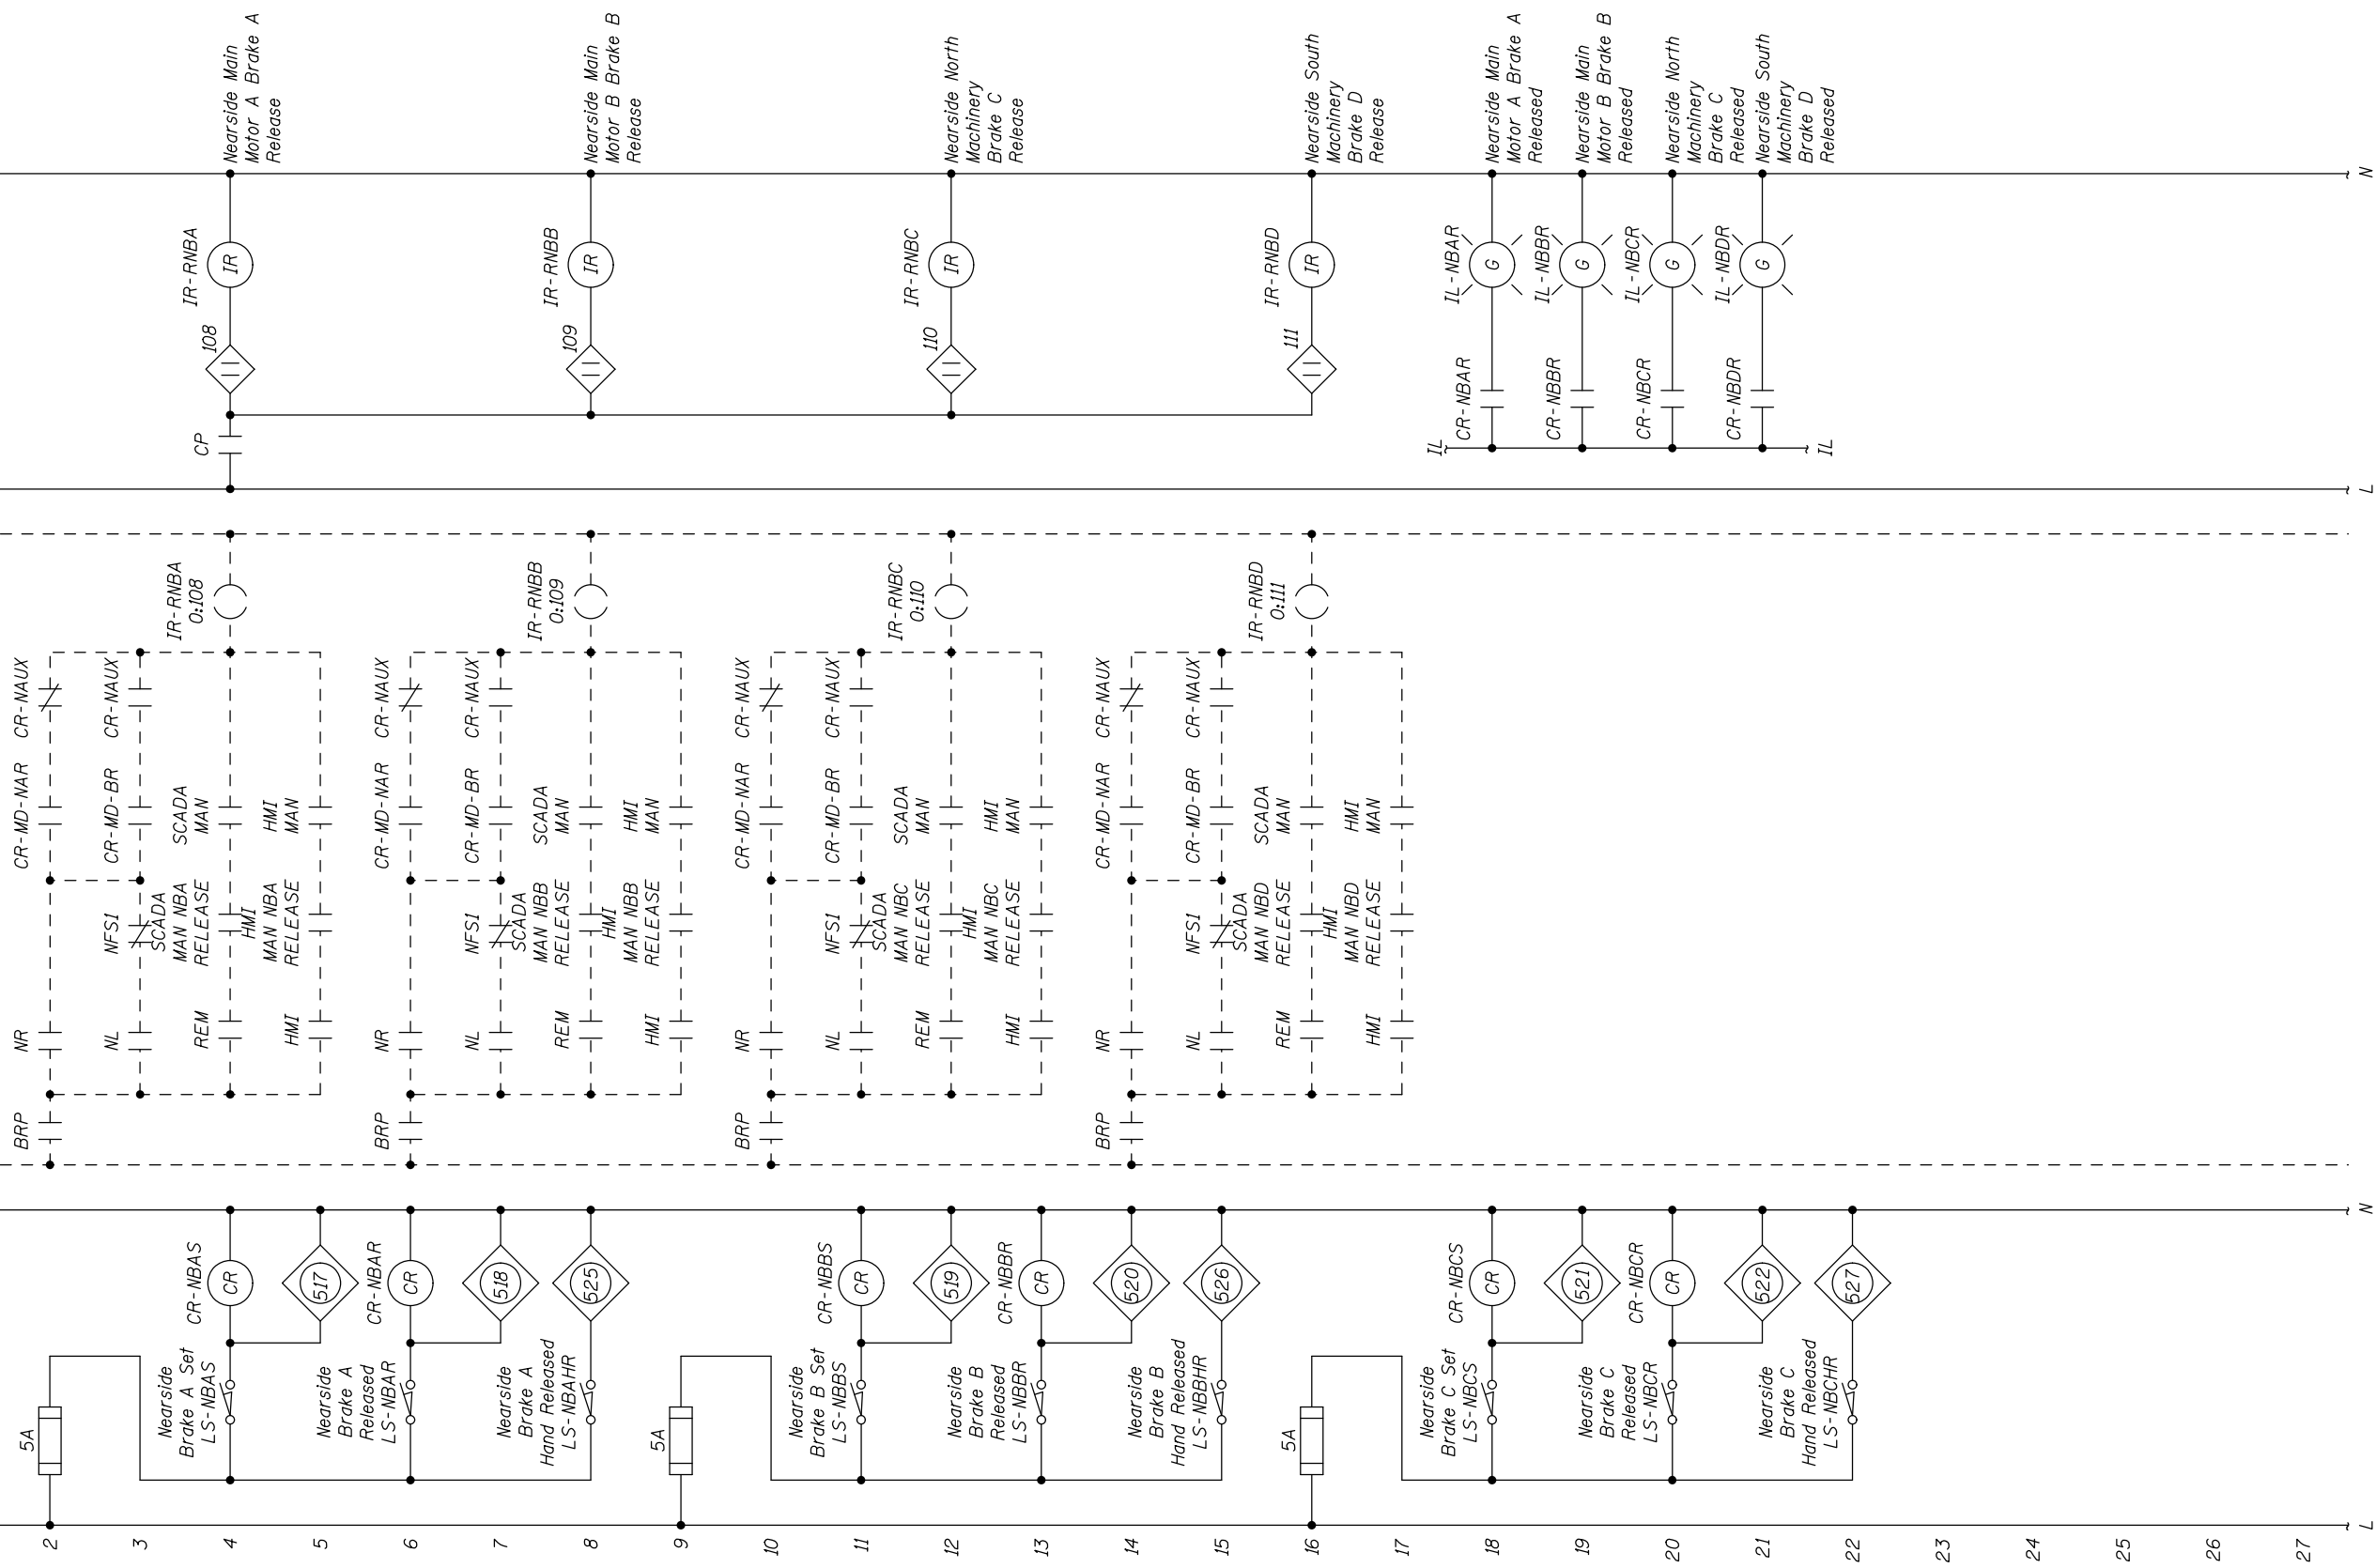 2
3
4
5
6
7
8
9
10
11
12
13
14
15
16
17
18
19
20
21
22
23
24
25
26
27
L
5A
Nearside
Brake A Set
LS-NBAS
CR-NBAS
CR
517
Nearside
Brake A
Released
LS-NBAR
CR-NBAR
CR
518
Nearside
Brake A
Hand Released
LS-NBAHR
525
5A
Nearside
Brake B Set
LS-NBBS
CR-NBBS
CR
519
Nearside
Brake B
Released
LS-NBBR
CR-NBBR
CR
520
Nearside
Brake B
Hand Released
LS-NBBHR
526
5A
Nearside
Brake C Set
LS-NBCS
CR-NBCS
CR
521
Nearside
Brake C
Released
LS-NBCR
CR-NBCR
CR
522
Nearside
Brake C
Hand Released
LS-NBCHR
527
N
BRP
NR
CR-MD-NAR
CR-NAUX
NL
NFS1
CR-MD-BR
CR-NAUX
REM
SCADA
MAN NBA
RELEASE
SCADA
MAN
IR-RNBA
O:108
HMI
HMI
MAN NBA
RELEASE
HMI
MAN
BRP
NR
CR-MD-NAR
CR-NAUX
NL
NFS1
CR-MD-BR
CR-NAUX
REM
SCADA
MAN NBB
RELEASE
SCADA
MAN
IR-RNBB
O:109
HMI
HMI
MAN NBB
RELEASE
HMI
MAN
BRP
NR
CR-MD-NAR
CR-NAUX
NL
NFS1
CR-MD-BR
CR-NAUX
REM
SCADA
MAN NBC
RELEASE
SCADA
MAN
IR-RNBC
O:110
HMI
HMI
MAN NBC
RELEASE
HMI
MAN
BRP
NR
CR-MD-NAR
CR-NAUX
NL
NFS1
CR-MD-BR
CR-NAUX
REM
SCADA
MAN NBD
RELEASE
SCADA
MAN
IR-RNBD
O:111
HMI
HMI
MAN NBD
RELEASE
HMI
MAN
L
CP
108
IR-RNBA
IR
Nearside Main
Motor A Brake A
Release
109
IR-RNBB
IR
Nearside Main
Motor B Brake B
Release
110
IR-RNBC
IR
Nearside North
Machinery
Brake C
Release
111
IR-RNBD
IR
Nearside South
Machinery
Brake D
Release
IL
CR-NBAR
IL-NBAR
G
Nearside Main
Motor A Brake A
Released
CR-NBBR
IL-NBBR
G
Nearside Main
Motor B Brake B
Released
CR-NBCR
IL-NBCR
G
Nearside North
Machinery
Brake C
Released
CR-NBDR
IL-NBDR
G
Nearside South
Machinery
Brake D
Released
IL
N